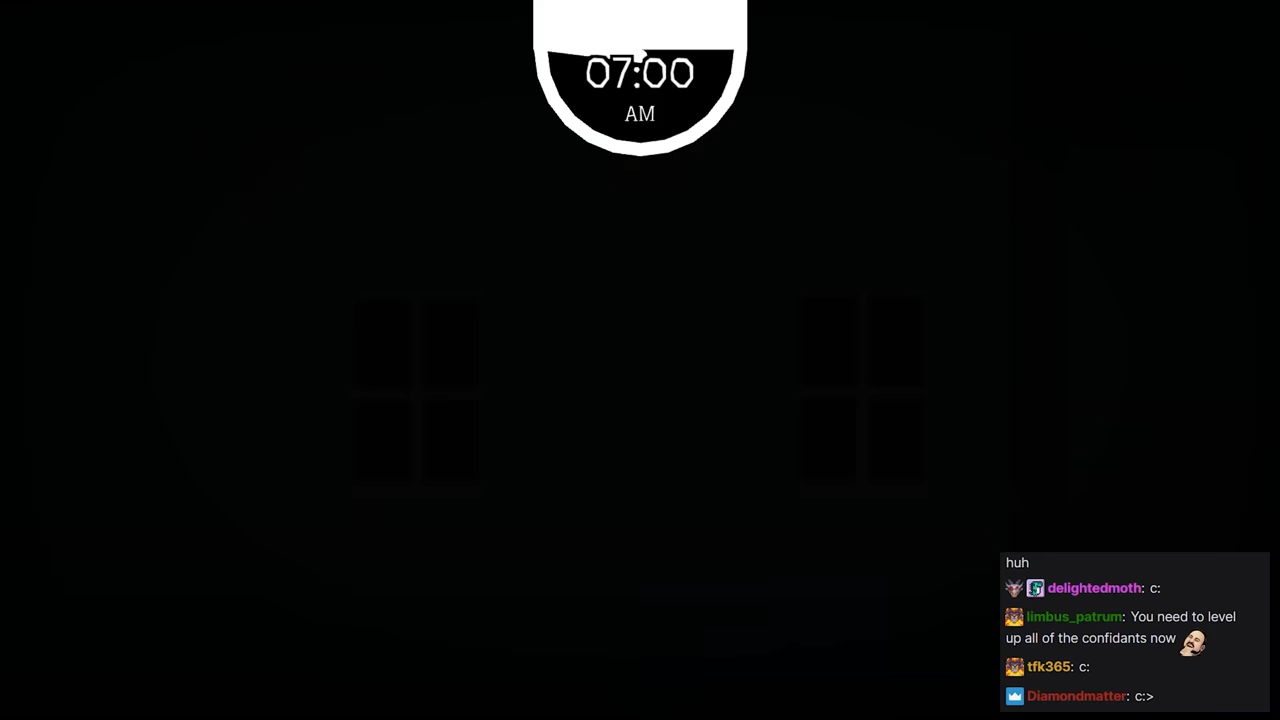 07:00
AM
huh
delightedmoth: c:
limbus_patrum: You need to level
up all of the confidants now
tfk365: c:
Diamondmatter: c:>